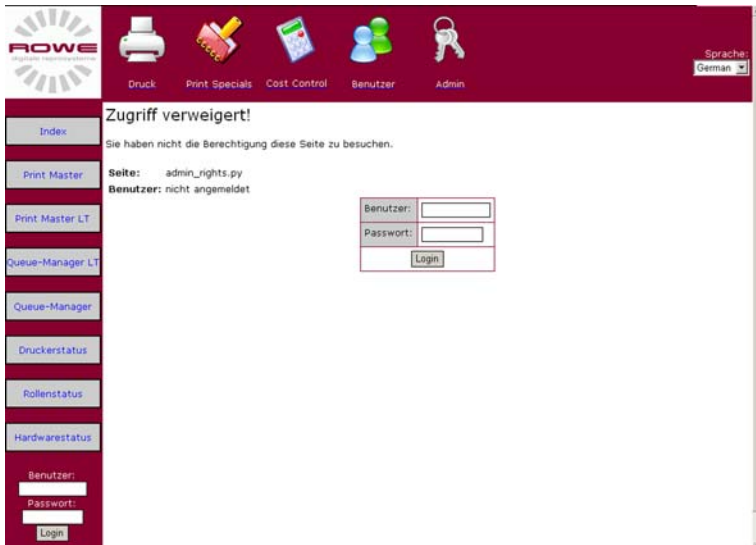 ROWE
digitale reprosysteme
Druck
Print Specials
Cost Control
Benutzer
Admin
Sprache:
German
Index
Print Master
Print Master LT
Queue-Manager LT
Queue-Manager
Druckerstatus
Rollenstatus
Hardwarestatus
Benutzer:
Passwort:
Login
Zugriff verweigert!
Sie haben nicht die Berechtigung diese Seite zu besuchen.
Seite: admin_rights.py
Benutzer: nicht angemeldet
Benutzer:
Passwort:
Login